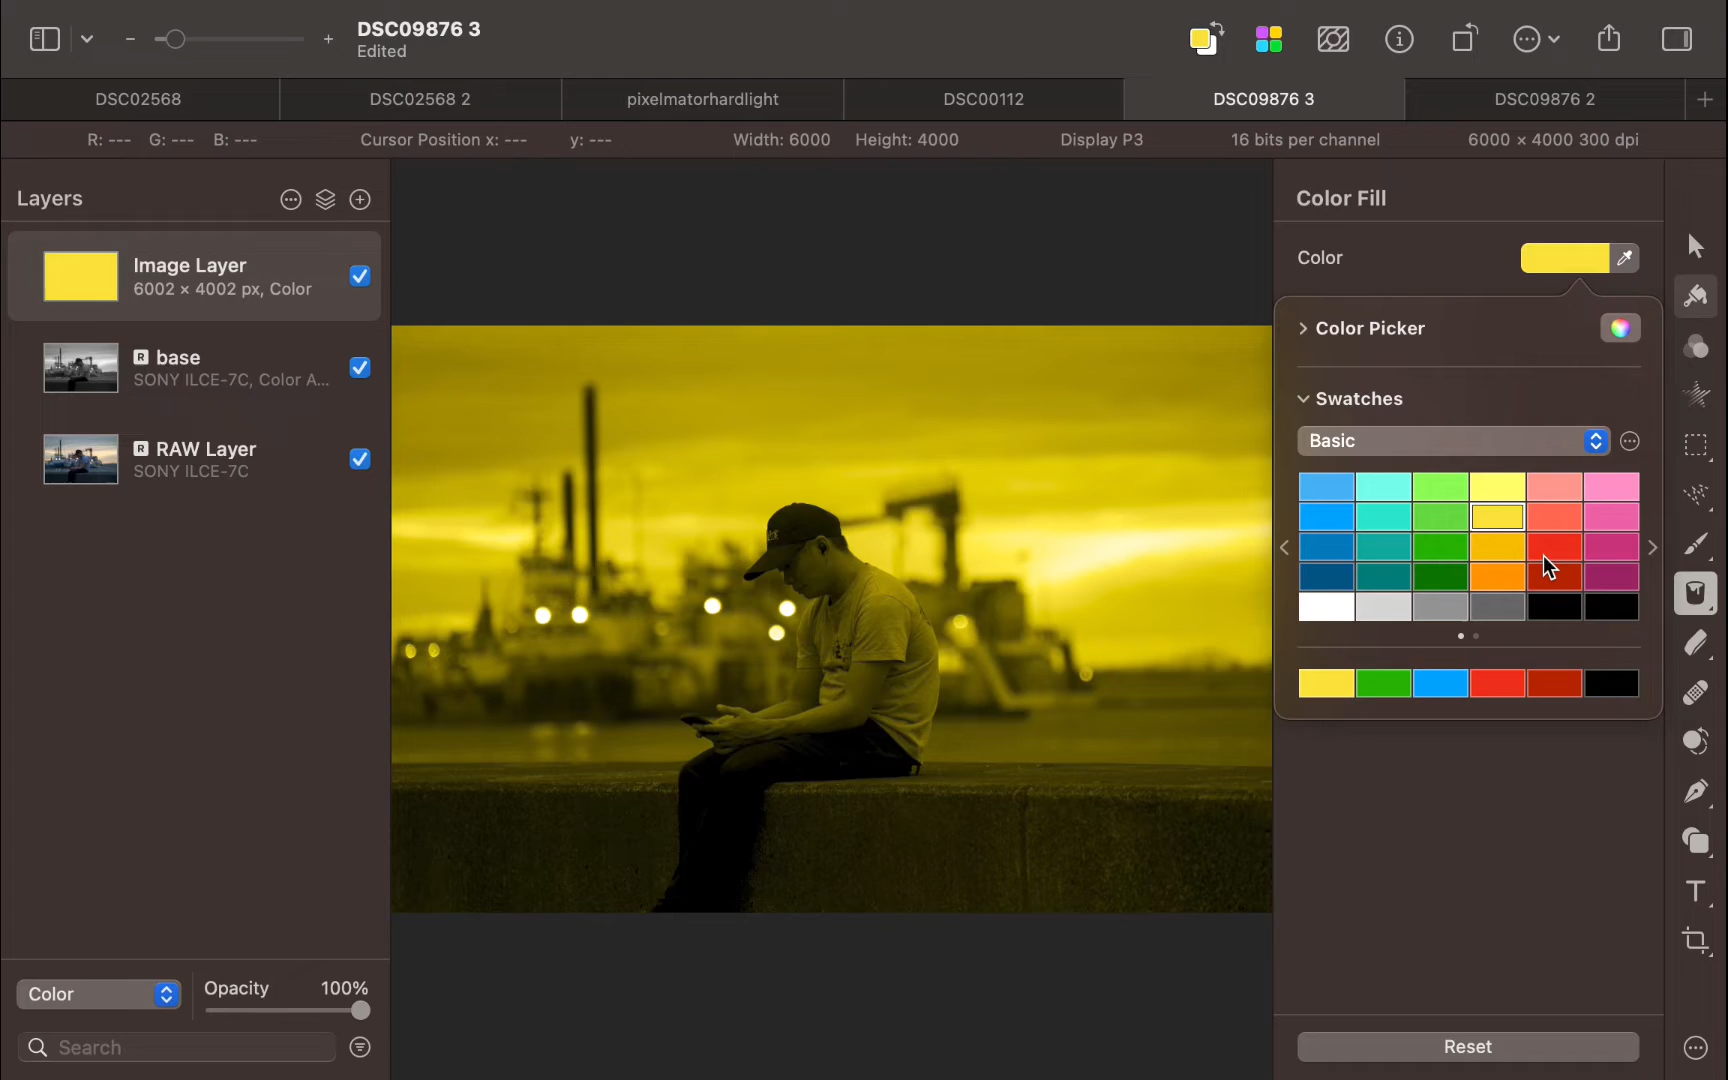 DSC09876 3
Edited
DSC02568
DSC02568 2
pixelmatorhardlight
DSC00112
DSC09876 3
DSC09876 2
R: --- G: --- B: ---
Cursor Position x: --- y: ---
Width: 6000 Height: 4000
Display P3
16 bits per channel
6000 × 4000 300 dpi
Layers
Image Layer
6002 × 4002 px, Color
R base
SONY ILCE-7C, Color A...
R RAW Layer
SONY ILCE-7C
Color
Opacity 100%
Search
Color Fill
Color
Color Picker
Swatches
Basic
Reset
T